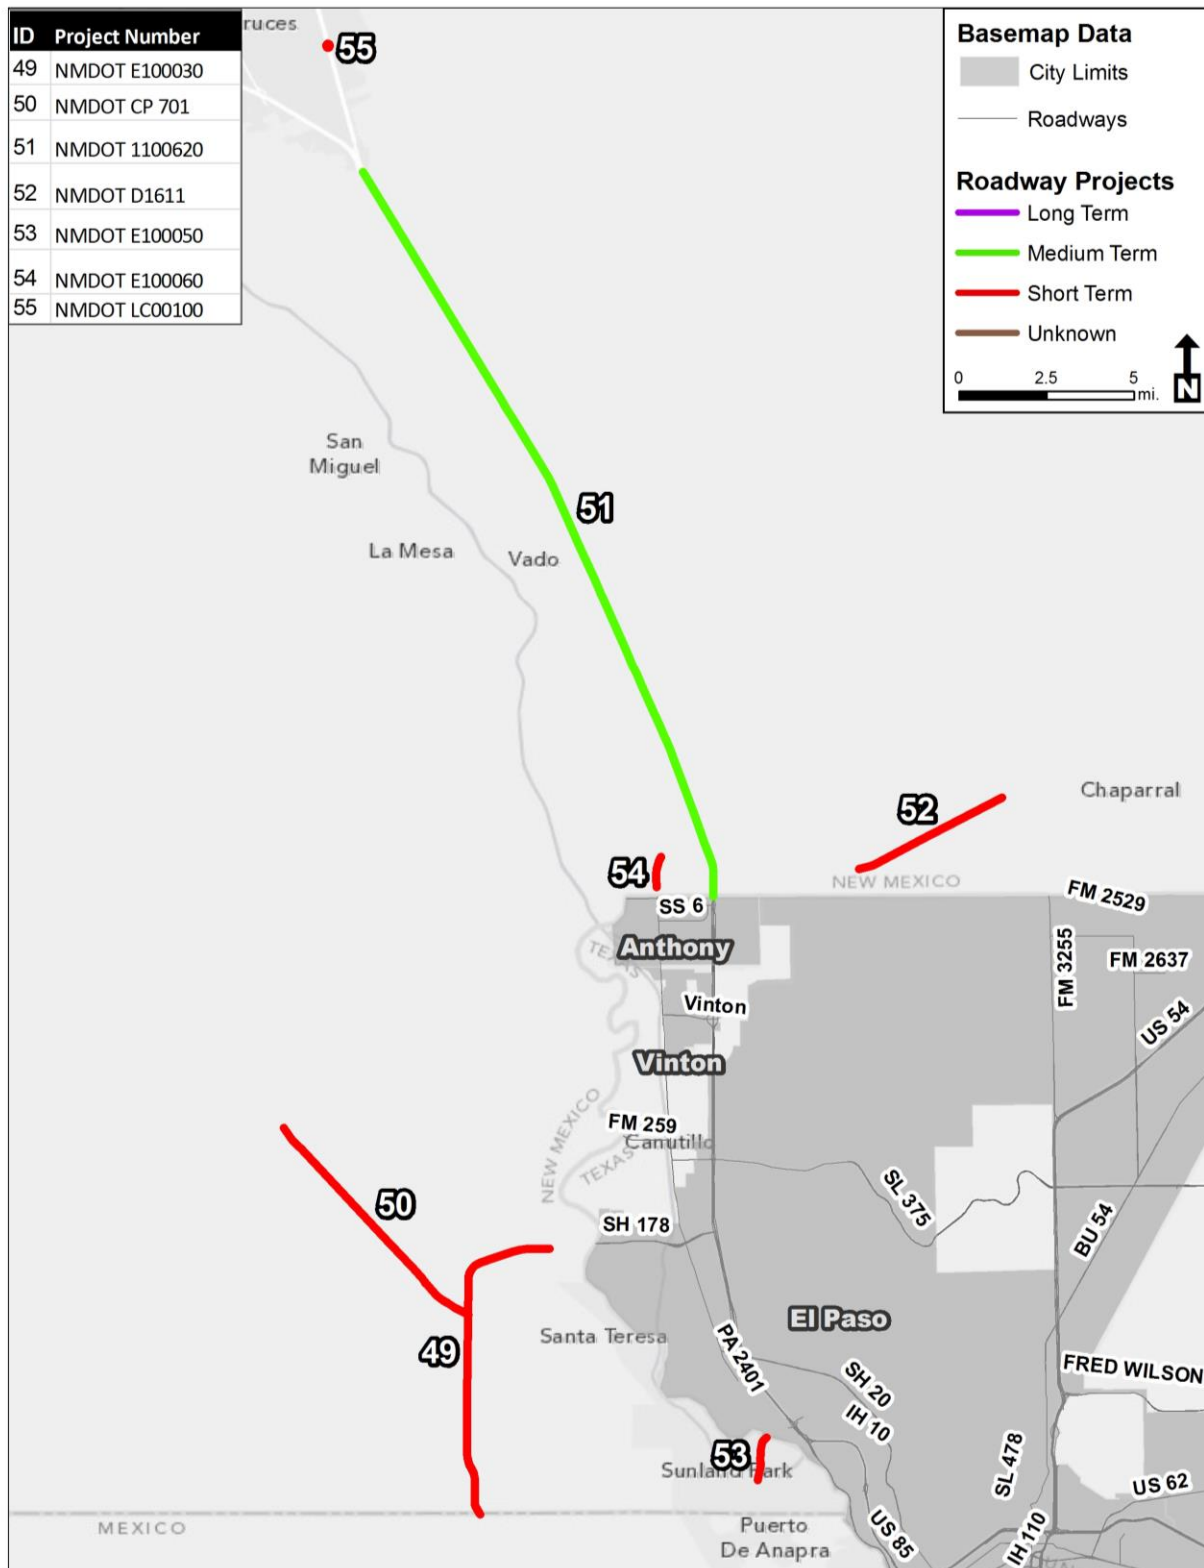 ID Project Number
49 NMDOT E100030
50 NMDOT CP 701
51 NMDOT 1100620
52 NMDOT D1611
53 NMDOT E100050
54 NMDOT E100060
55 NMDOT LC00100
ruces
55
Basemap Data
City Limits
Roadways
Roadway Projects
Long Term
Medium Term
Short Term
Unknown
0 2.5 5
mi.
N
San
Miguel
51
La Mesa
Vado
Chaparral
52
54
NEW MEXICO
FM 2529
SS 6
Anthony
TEXAS
FM 3255
FM 2637
Vinton
US 54
Vinton
NEW MEXICO
FM 259
Canutillo
TEXAS
50
SL 375
SH 178
BU 54
El Paso
Santa Teresa
49
PA 2401
SH 20
FRED WILSON
IH 10
53
Sunland Park
SL 478
US 62
MEXICO
Puerto
De Anapra
US 85
IH 110